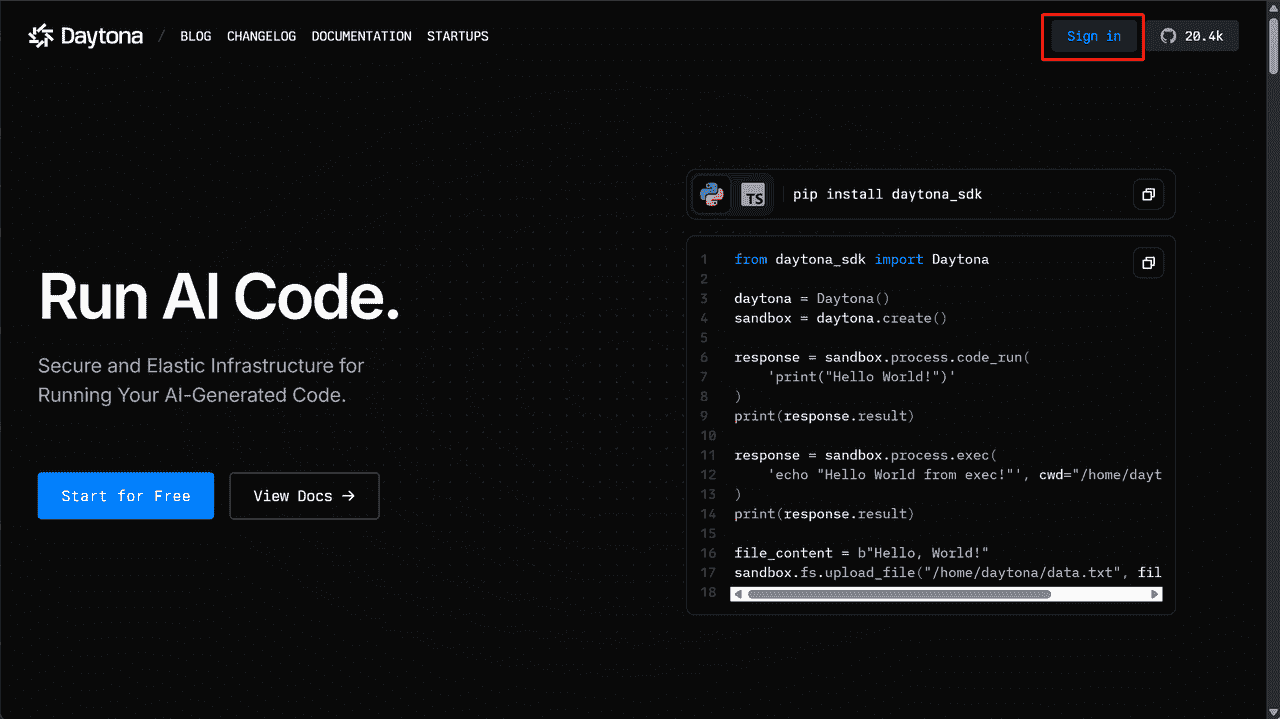 Daytona / BLOG CHANGELOG DOCUMENTATION STARTUPS Sign in 20.4k
TS pip install daytona_sdk
Run AI Code.
Secure and Elastic Infrastructure for
Running Your AI-Generated Code.
Start for Free View Docs →
1 from daytona_sdk import Daytona
2
3 daytona = Daytona()
4 sandbox = daytona.create()
5
6 response = sandbox.process.code_run(
7 'print("Hello World!")'
8 )
9 print(response.result)
10
11 response = sandbox.process.exec(
12 'echo "Hello World from exec!"', cwd="/home/dayt
13 )
14 print(response.result)
15
16 file_content = b"Hello, World!"
17 sandbox.fs.upload_file("/home/daytona/data.txt", fil
18